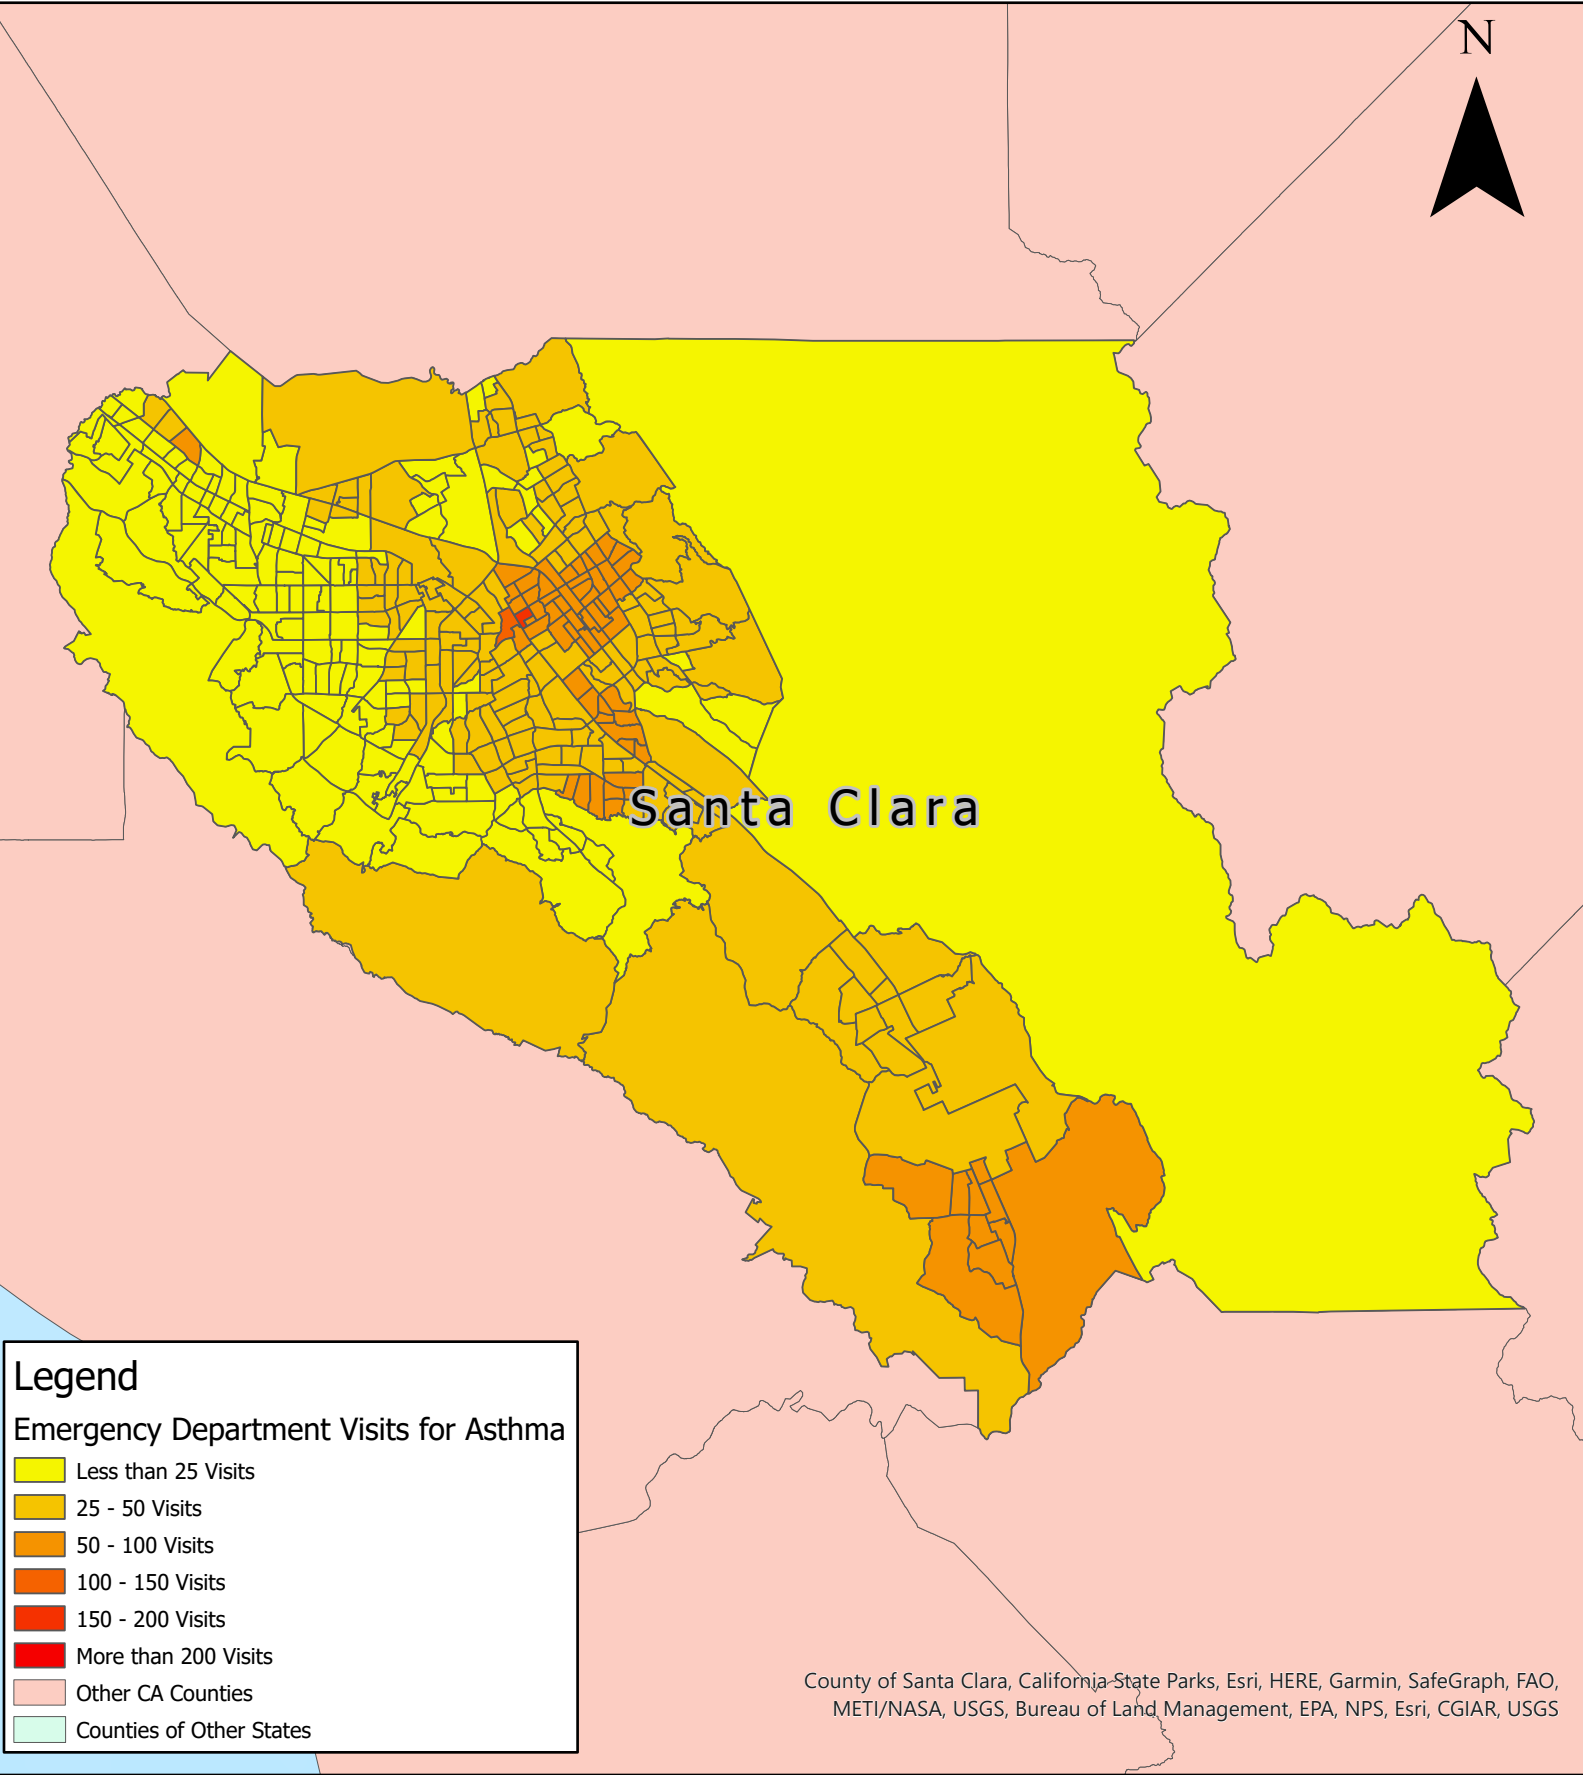 N
Santa Clara
Legend
Emergency Department Visits for Asthma
Less than 25 Visits
25 - 50 Visits
50 - 100 Visits
100 - 150 Visits
150 - 200 Visits
More than 200 Visits
Other CA Counties
Counties of Other States
County of Santa Clara, California State Parks, Esri, HERE, Garmin, SafeGraph, FAO,
METI/NASA, USGS, Bureau of Land Management, EPA, NPS, Esri, CGIAR, USGS